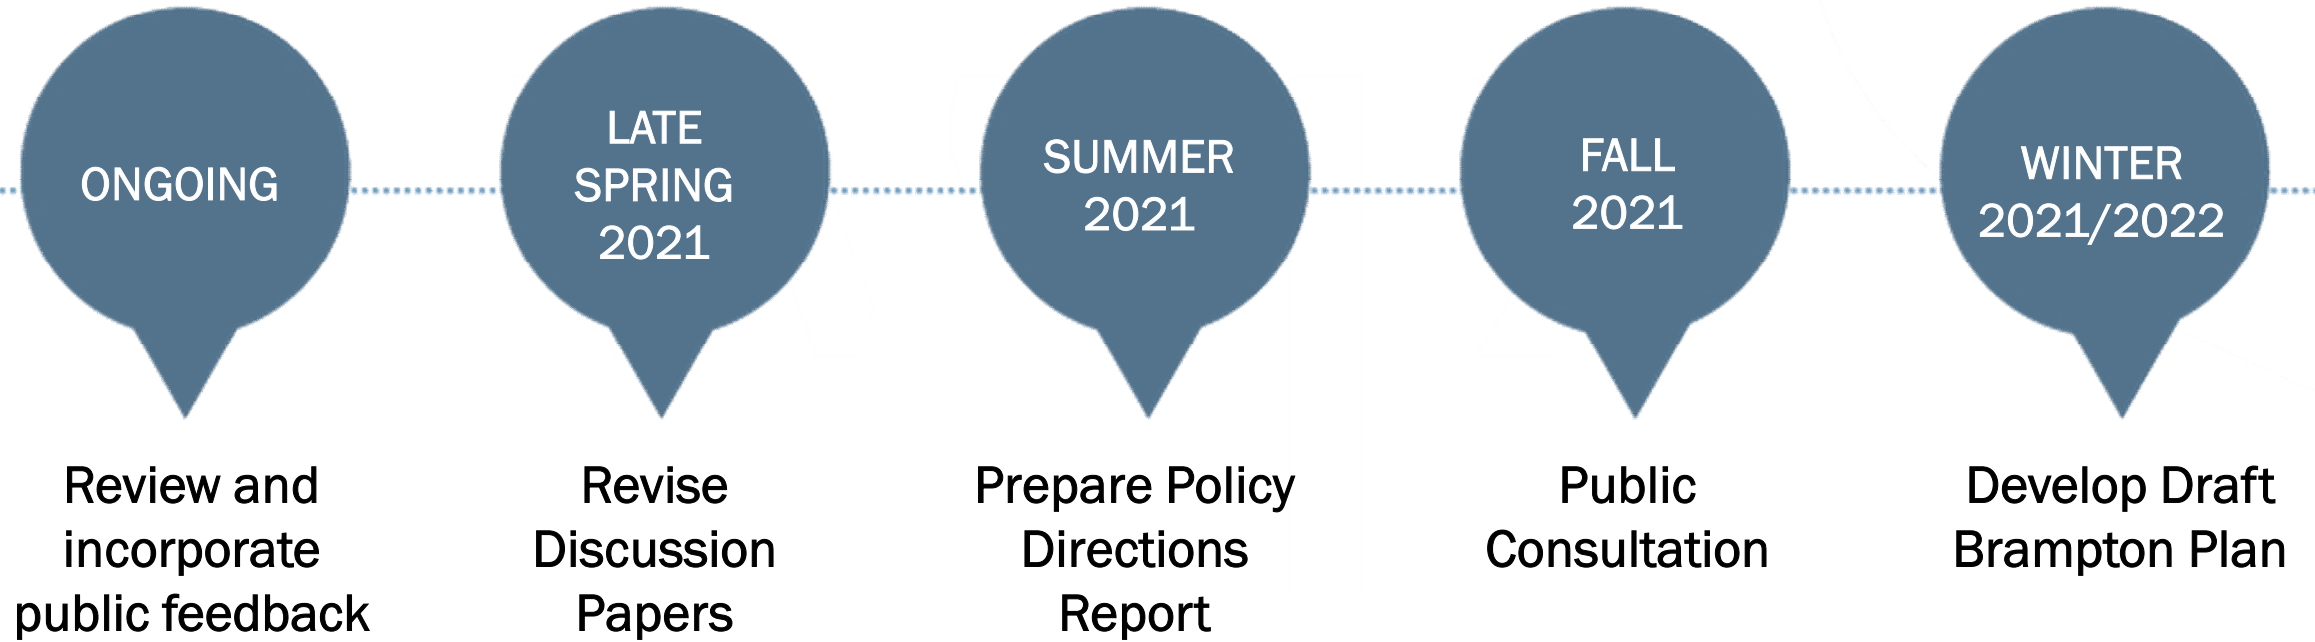 ONGOING
Review and
incorporate
public feedback
LATE
SPRING
2021
Revise
Discussion
Papers
SUMMER
2021
Prepare Policy
Directions
Report
FALL
2021
Public
Consultation
WINTER
2021/2022
Develop Draft
Brampton Plan